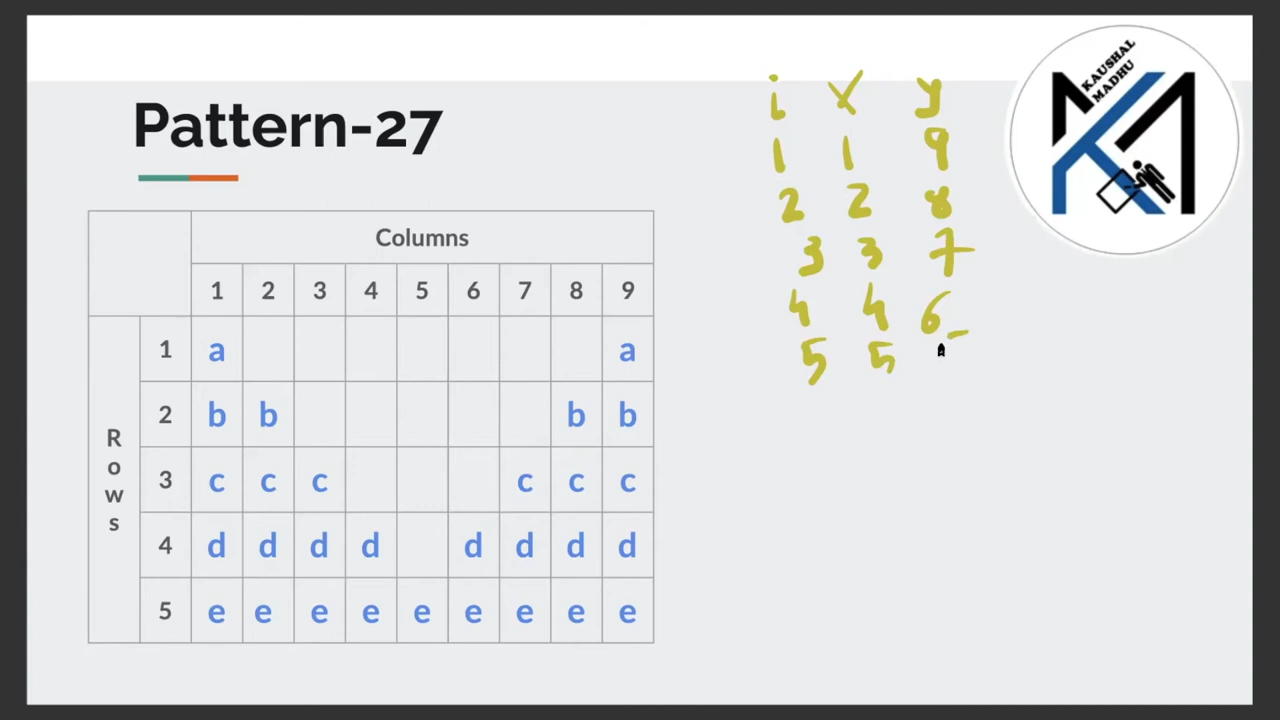 KAUSHAL
MADHU
Pattern-27
i x y
1 1 9
2 2 8
3 3 7
4 4 6
5 5
Columns
1 2 3 4 5 6 7 8 9
Rows
1 a a
2 b b b b
3 c c c c c c
4 d d d d d d d d
5 e e e e e e e e e